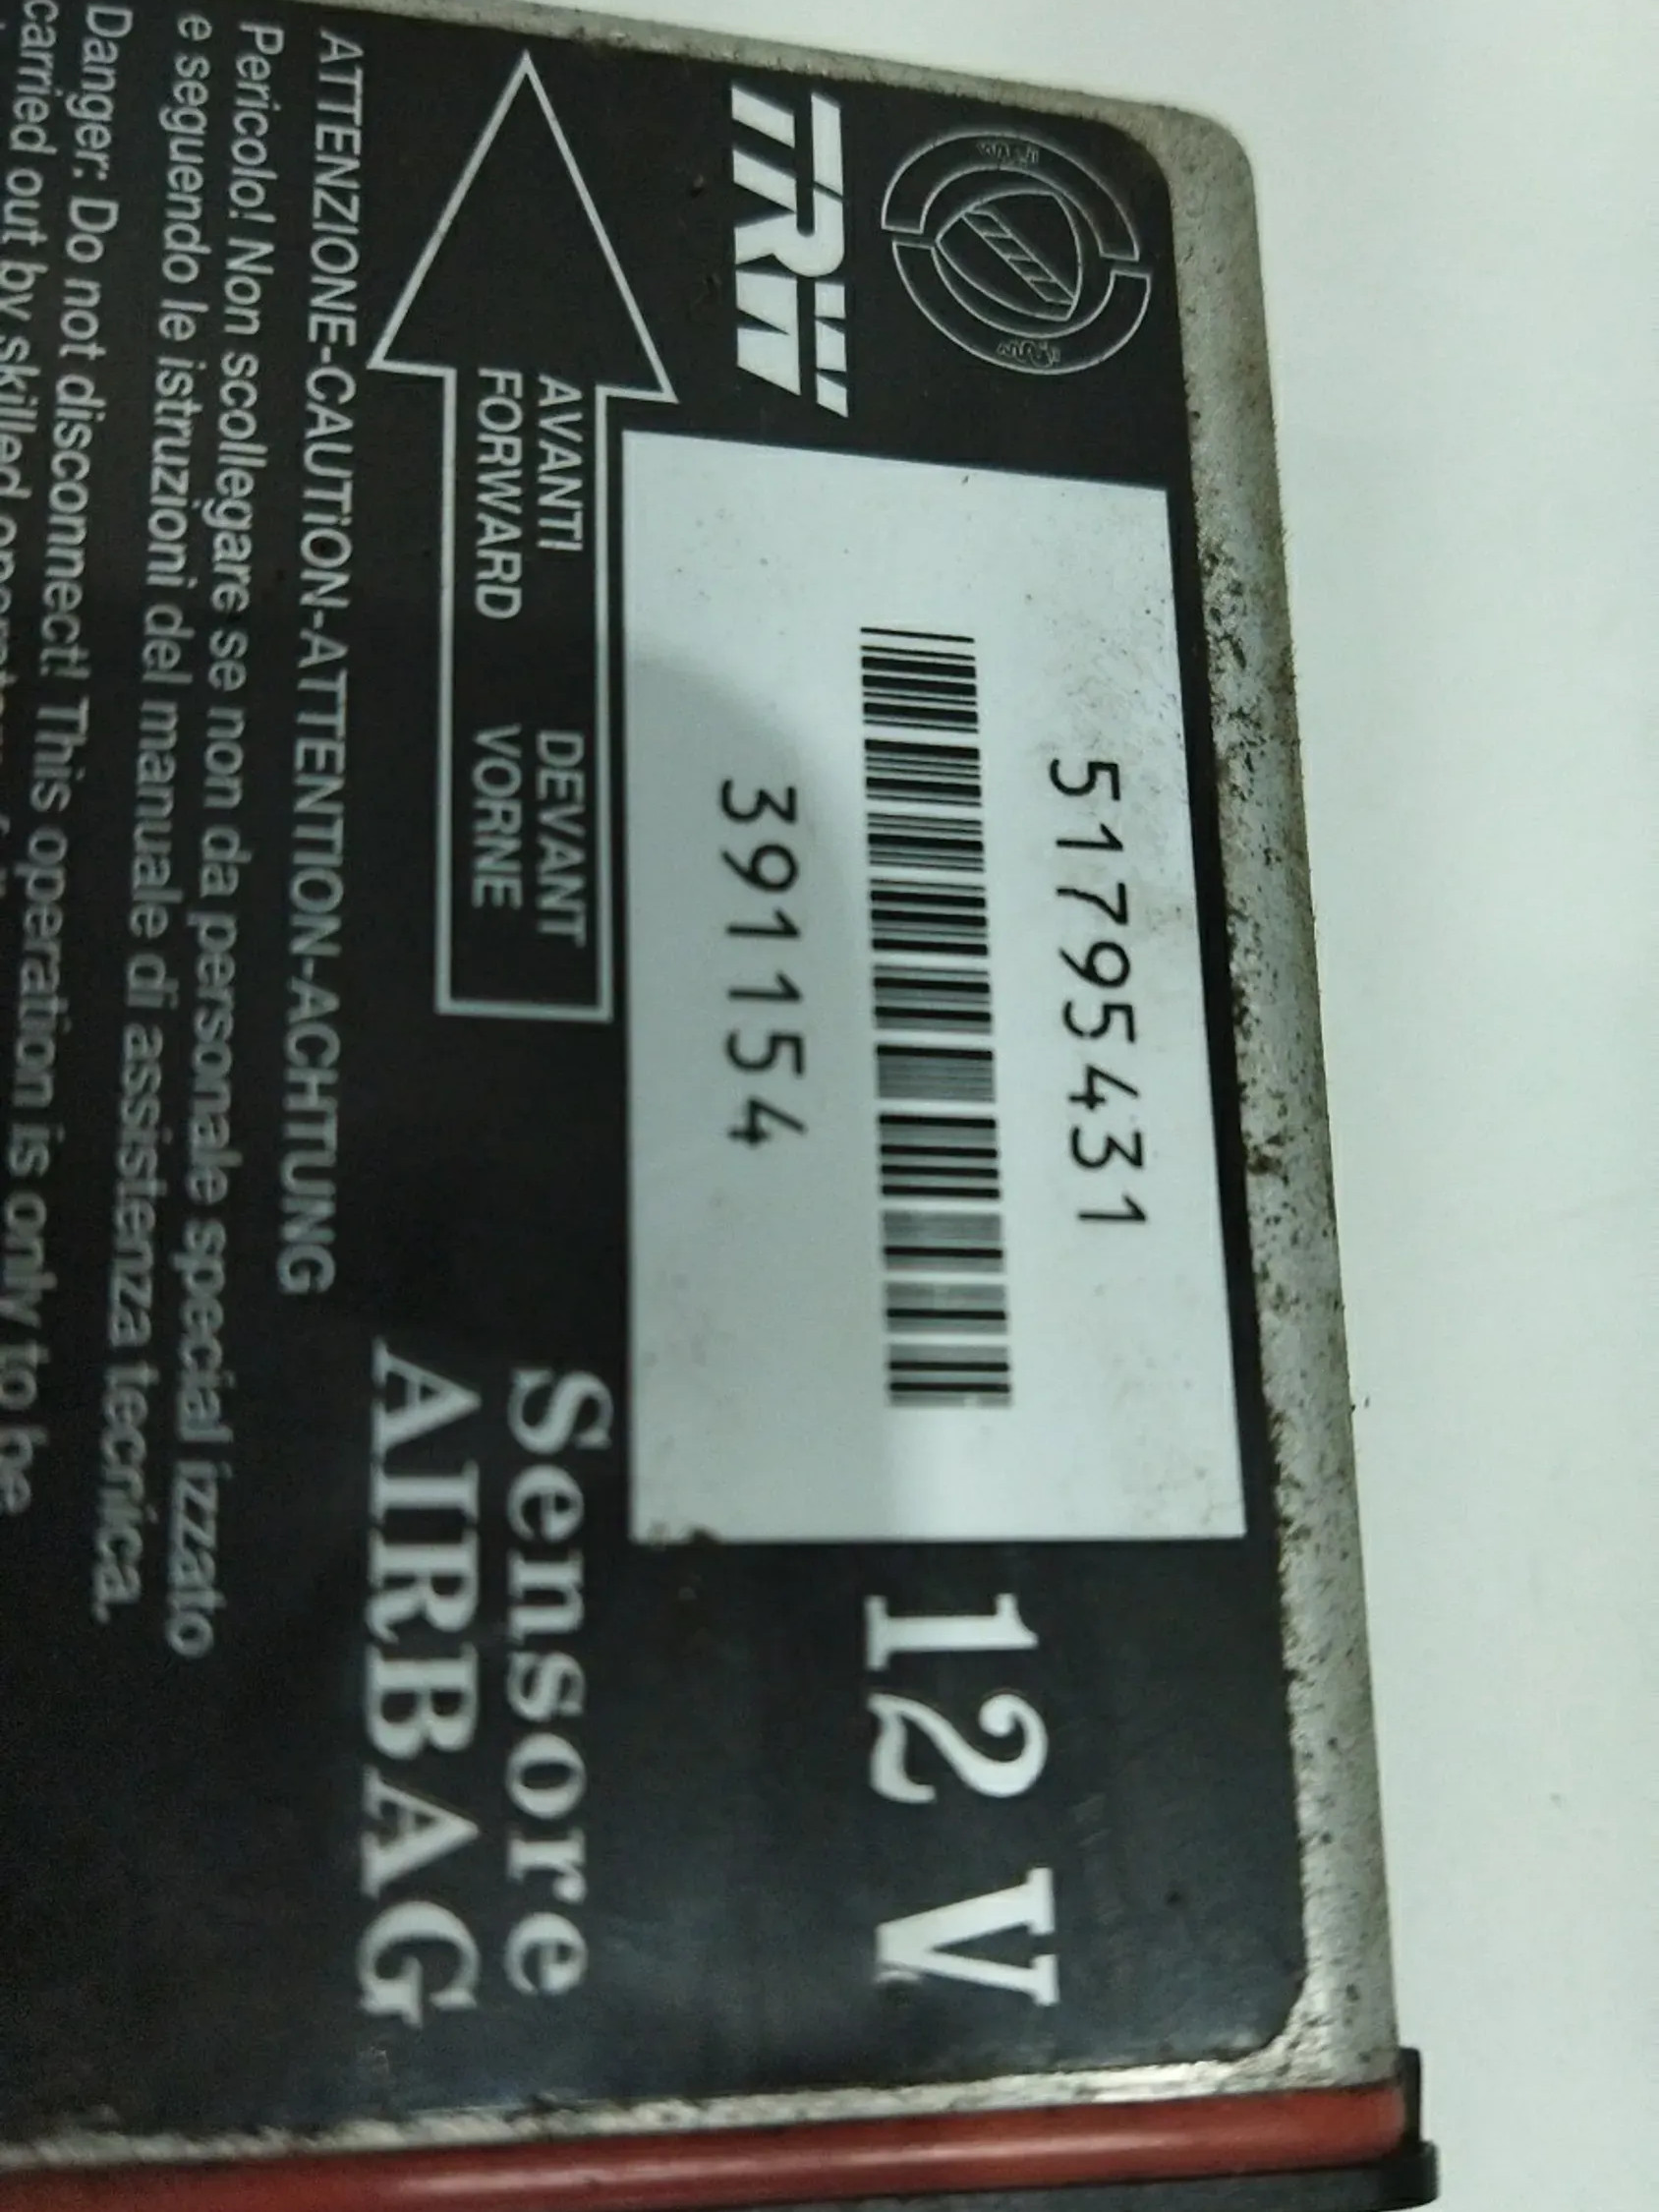 51795431
TRW
391154
12 V
AVANTI DEVANT
FORWARD VORNE
Sensore
AIRBAG
ATTENZIONE-CAUTION-ATTENTION-ACHTUNG
Pericolo! Non scollegare se non da personale special izzato
e seguendo le istruzioni del manuale di assistenza tecnica.
Danger: Do not disconnect! This operation is only to be
carried out by skilled